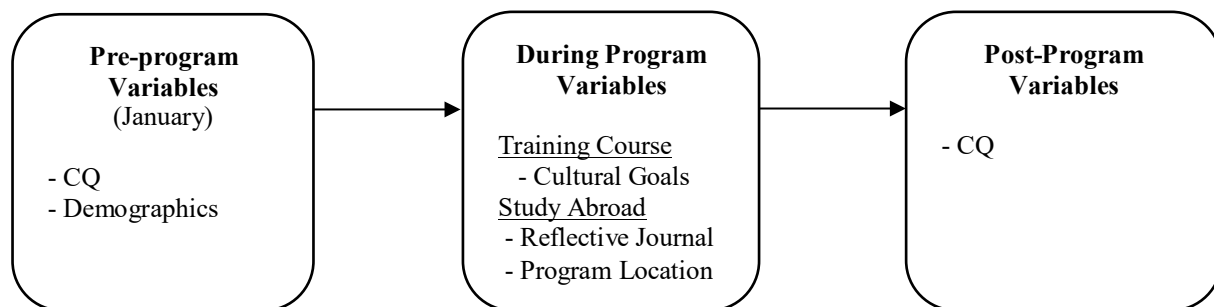 Pre-program
Variables
(January)
- CQ
- Demographics
During Program
Variables
Training Course
- Cultural Goals
Study Abroad
- Reflective Journal
- Program Location
Post-Program
Variables
- CQ